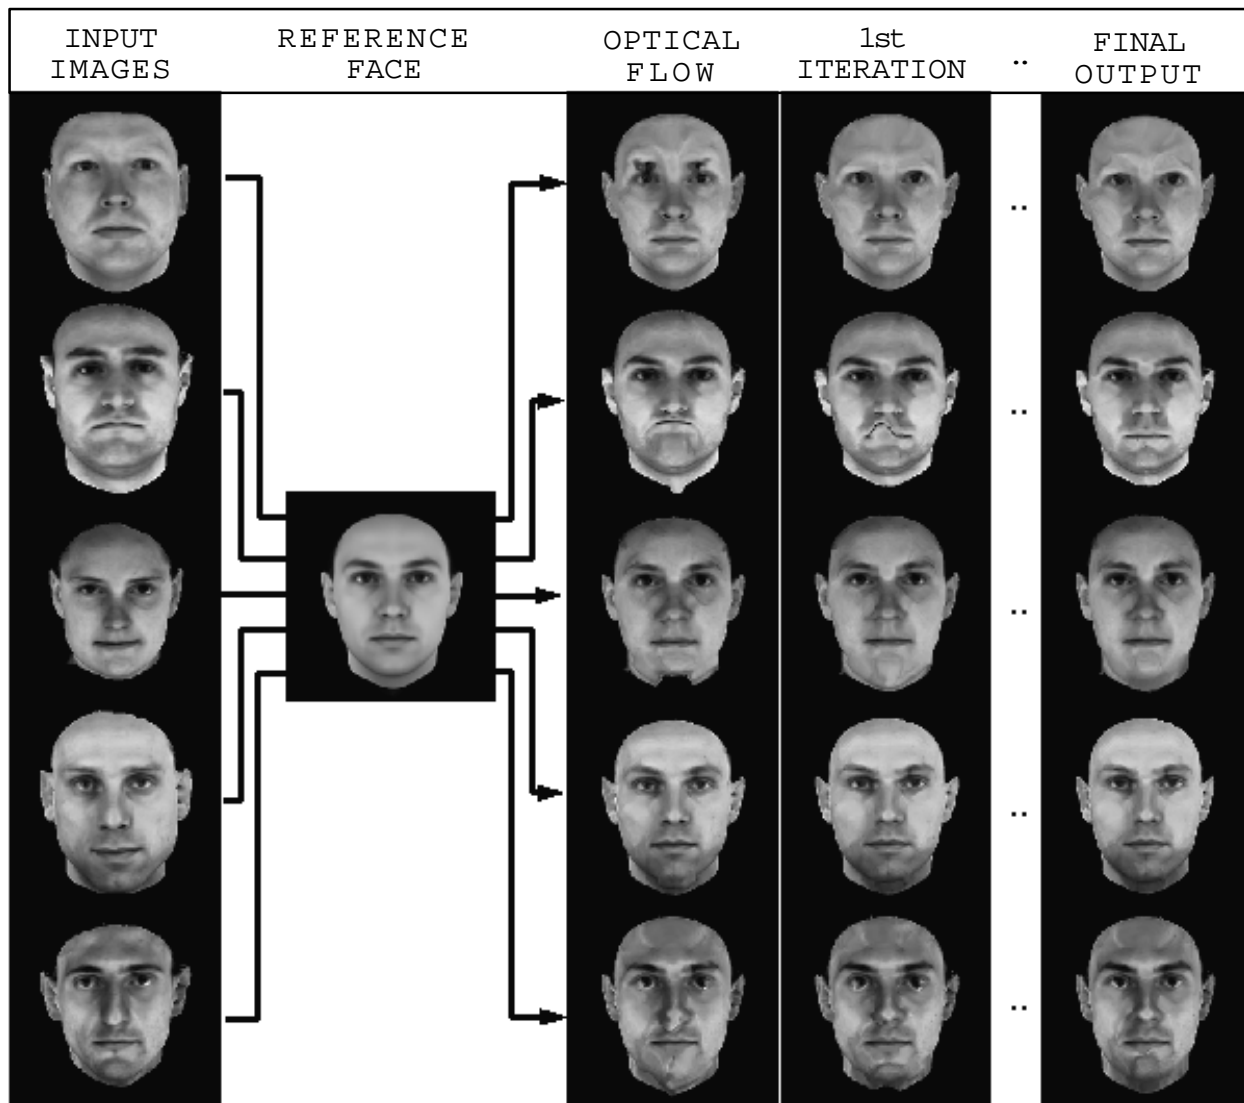 INPUT IMAGES
REFERENCE FACE
OPTICAL FLOW
1st ITERATION
..
FINAL OUTPUT
..
..
..
..
..